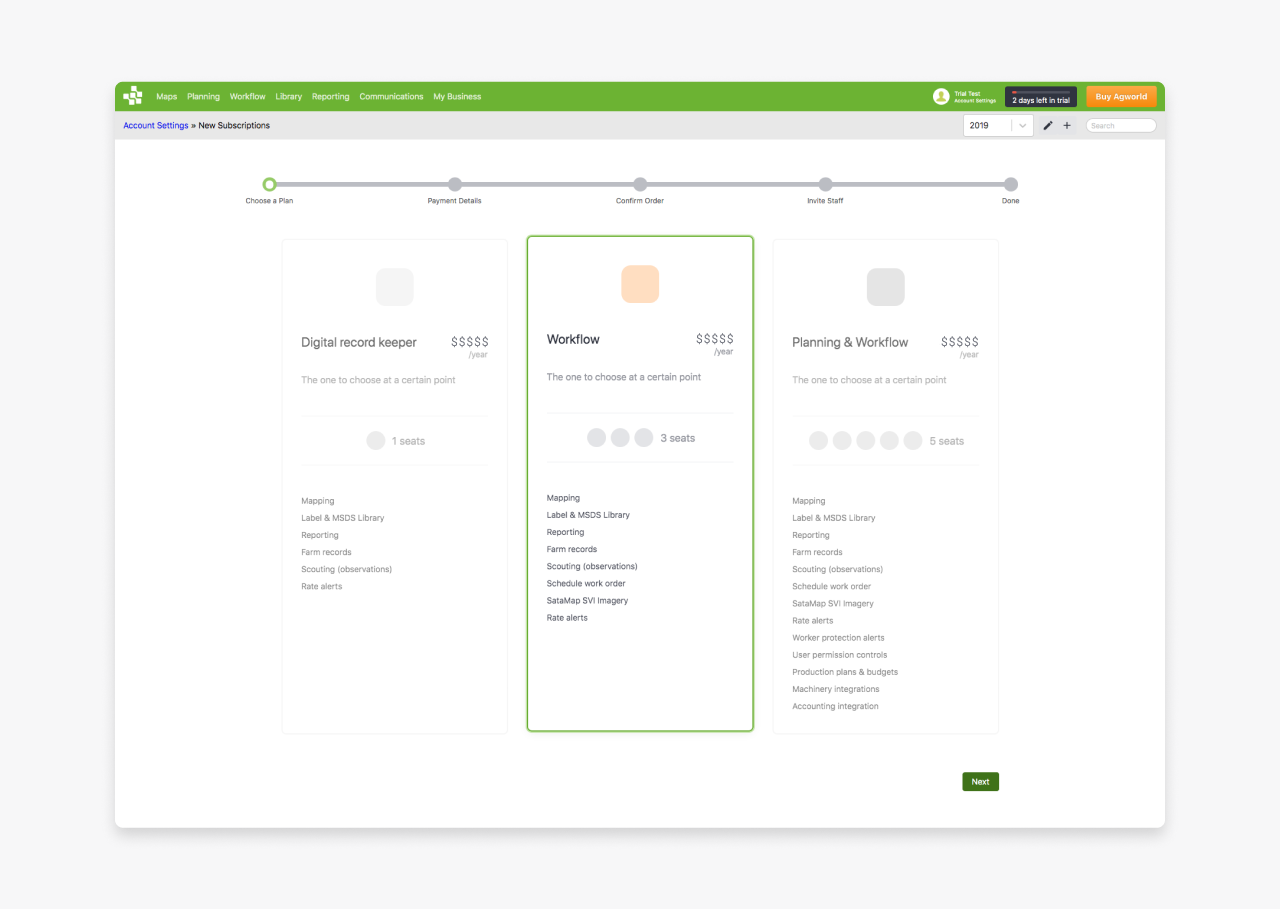 Maps Planning Workflow Library Reporting Communications My Business
Trial Test
Account Settings
2 days left in trial
Buy Agworld
Account Settings » New Subscriptions
2019
Search
Choose a Plan
Payment Details
Confirm Order
Invite Staff
Done
Digital record keeper
$$$$$
/year
The one to choose at a certain point
1 seats
Mapping
Label & MSDS Library
Reporting
Farm records
Scouting (observations)
Rate alerts
Workflow
$$$$$
/year
The one to choose at a certain point
3 seats
Mapping
Label & MSDS Library
Reporting
Farm records
Scouting (observations)
Schedule work order
SataMap SVI Imagery
Rate alerts
Planning & Workflow
$$$$$
/year
The one to choose at a certain point
5 seats
Mapping
Label & MSDS Library
Reporting
Farm records
Scouting (observations)
Schedule work order
SataMap SVI Imagery
Rate alerts
Worker protection alerts
User permission controls
Production plans & budgets
Machinery integrations
Accounting integration
Next